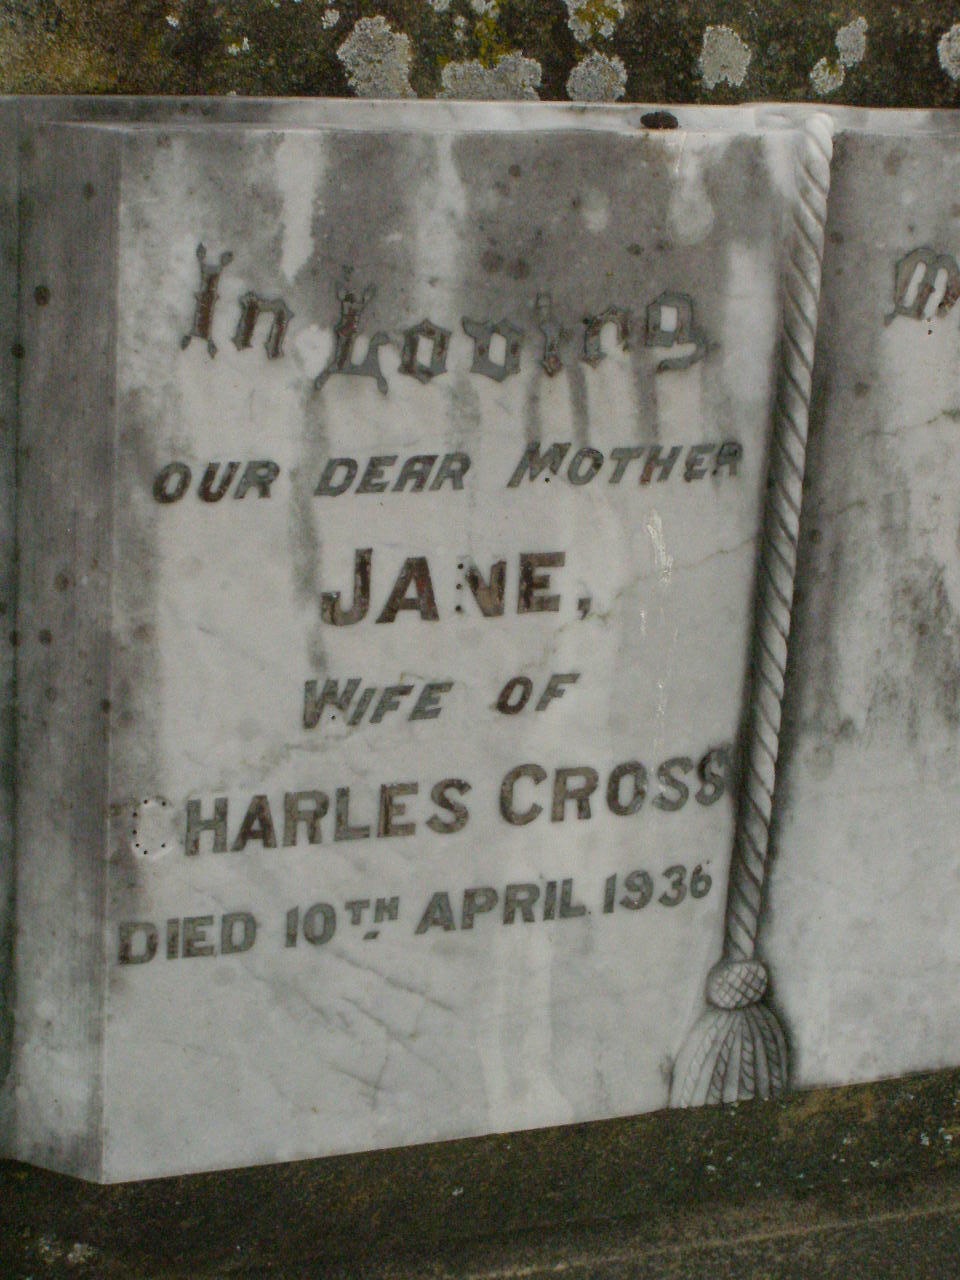 In Loving M
OUR DEAR MOTHER
JANE,
WIFE OF
CHARLES CROSS
DIED 10TH APRIL 1936